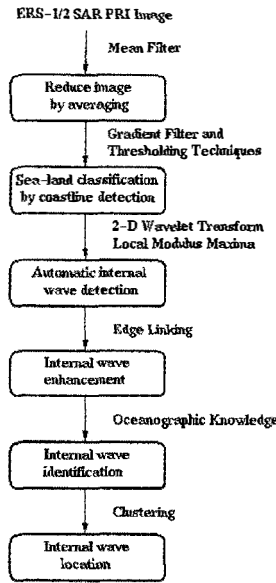 ERS-1/2 SAR PRI Image
Mean Filter
Reduce image
by averaging
Gradient Filter and
Thresholding Techniques
Sea-land classification
by coastline detection
2-D Wavelet Transform
Local Modulus Maxima
Automatic internal
wave detection
Edge Linking
Internal wave
enhancement
Oceanographic Knowledge
Internal wave
identification
Clustering
Internal wave
location